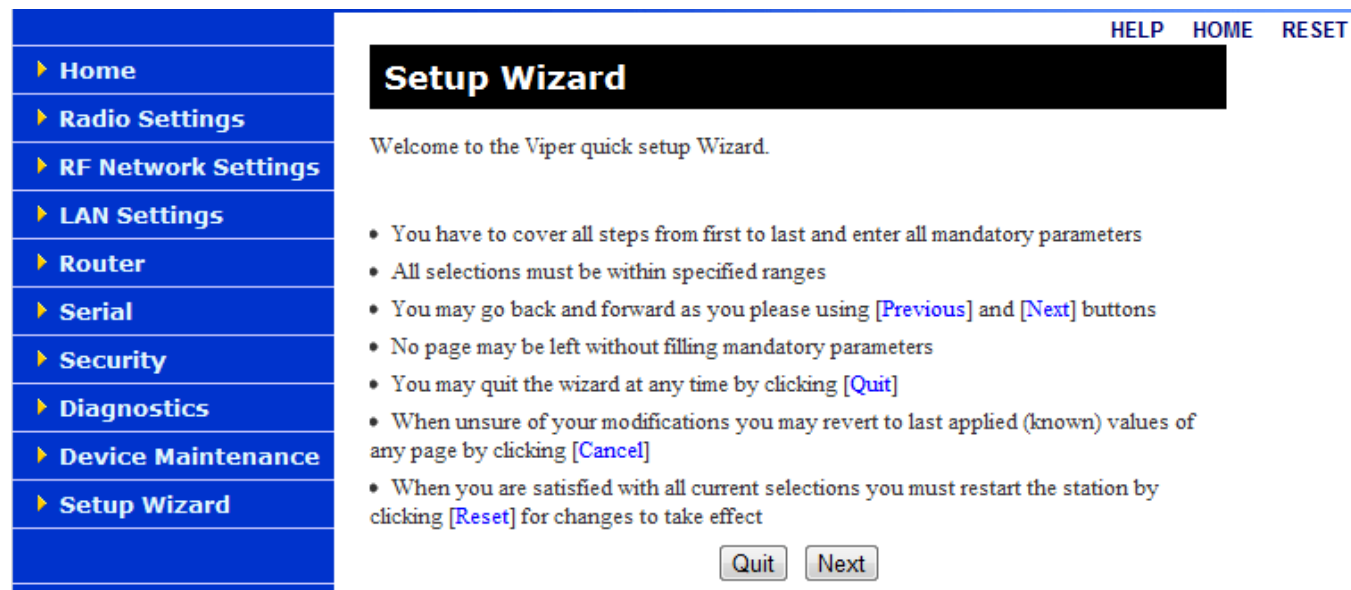 HELP HOME RESET
Home
Radio Settings
RF Network Settings
LAN Settings
Router
Serial
Security
Diagnostics
Device Maintenance
Setup Wizard
Setup Wizard
Welcome to the Viper quick setup Wizard.
• You have to cover all steps from first to last and enter all mandatory parameters
• All selections must be within specified ranges
• You may go back and forward as you please using [Previous] and [Next] buttons
• No page may be left without filling mandatory parameters
• You may quit the wizard at any time by clicking [Quit]
• When unsure of your modifications you may revert to last applied (known) values of
any page by clicking [Cancel]
• When you are satisfied with all current selections you must restart the station by
clicking [Reset] for changes to take effect
Quit Next